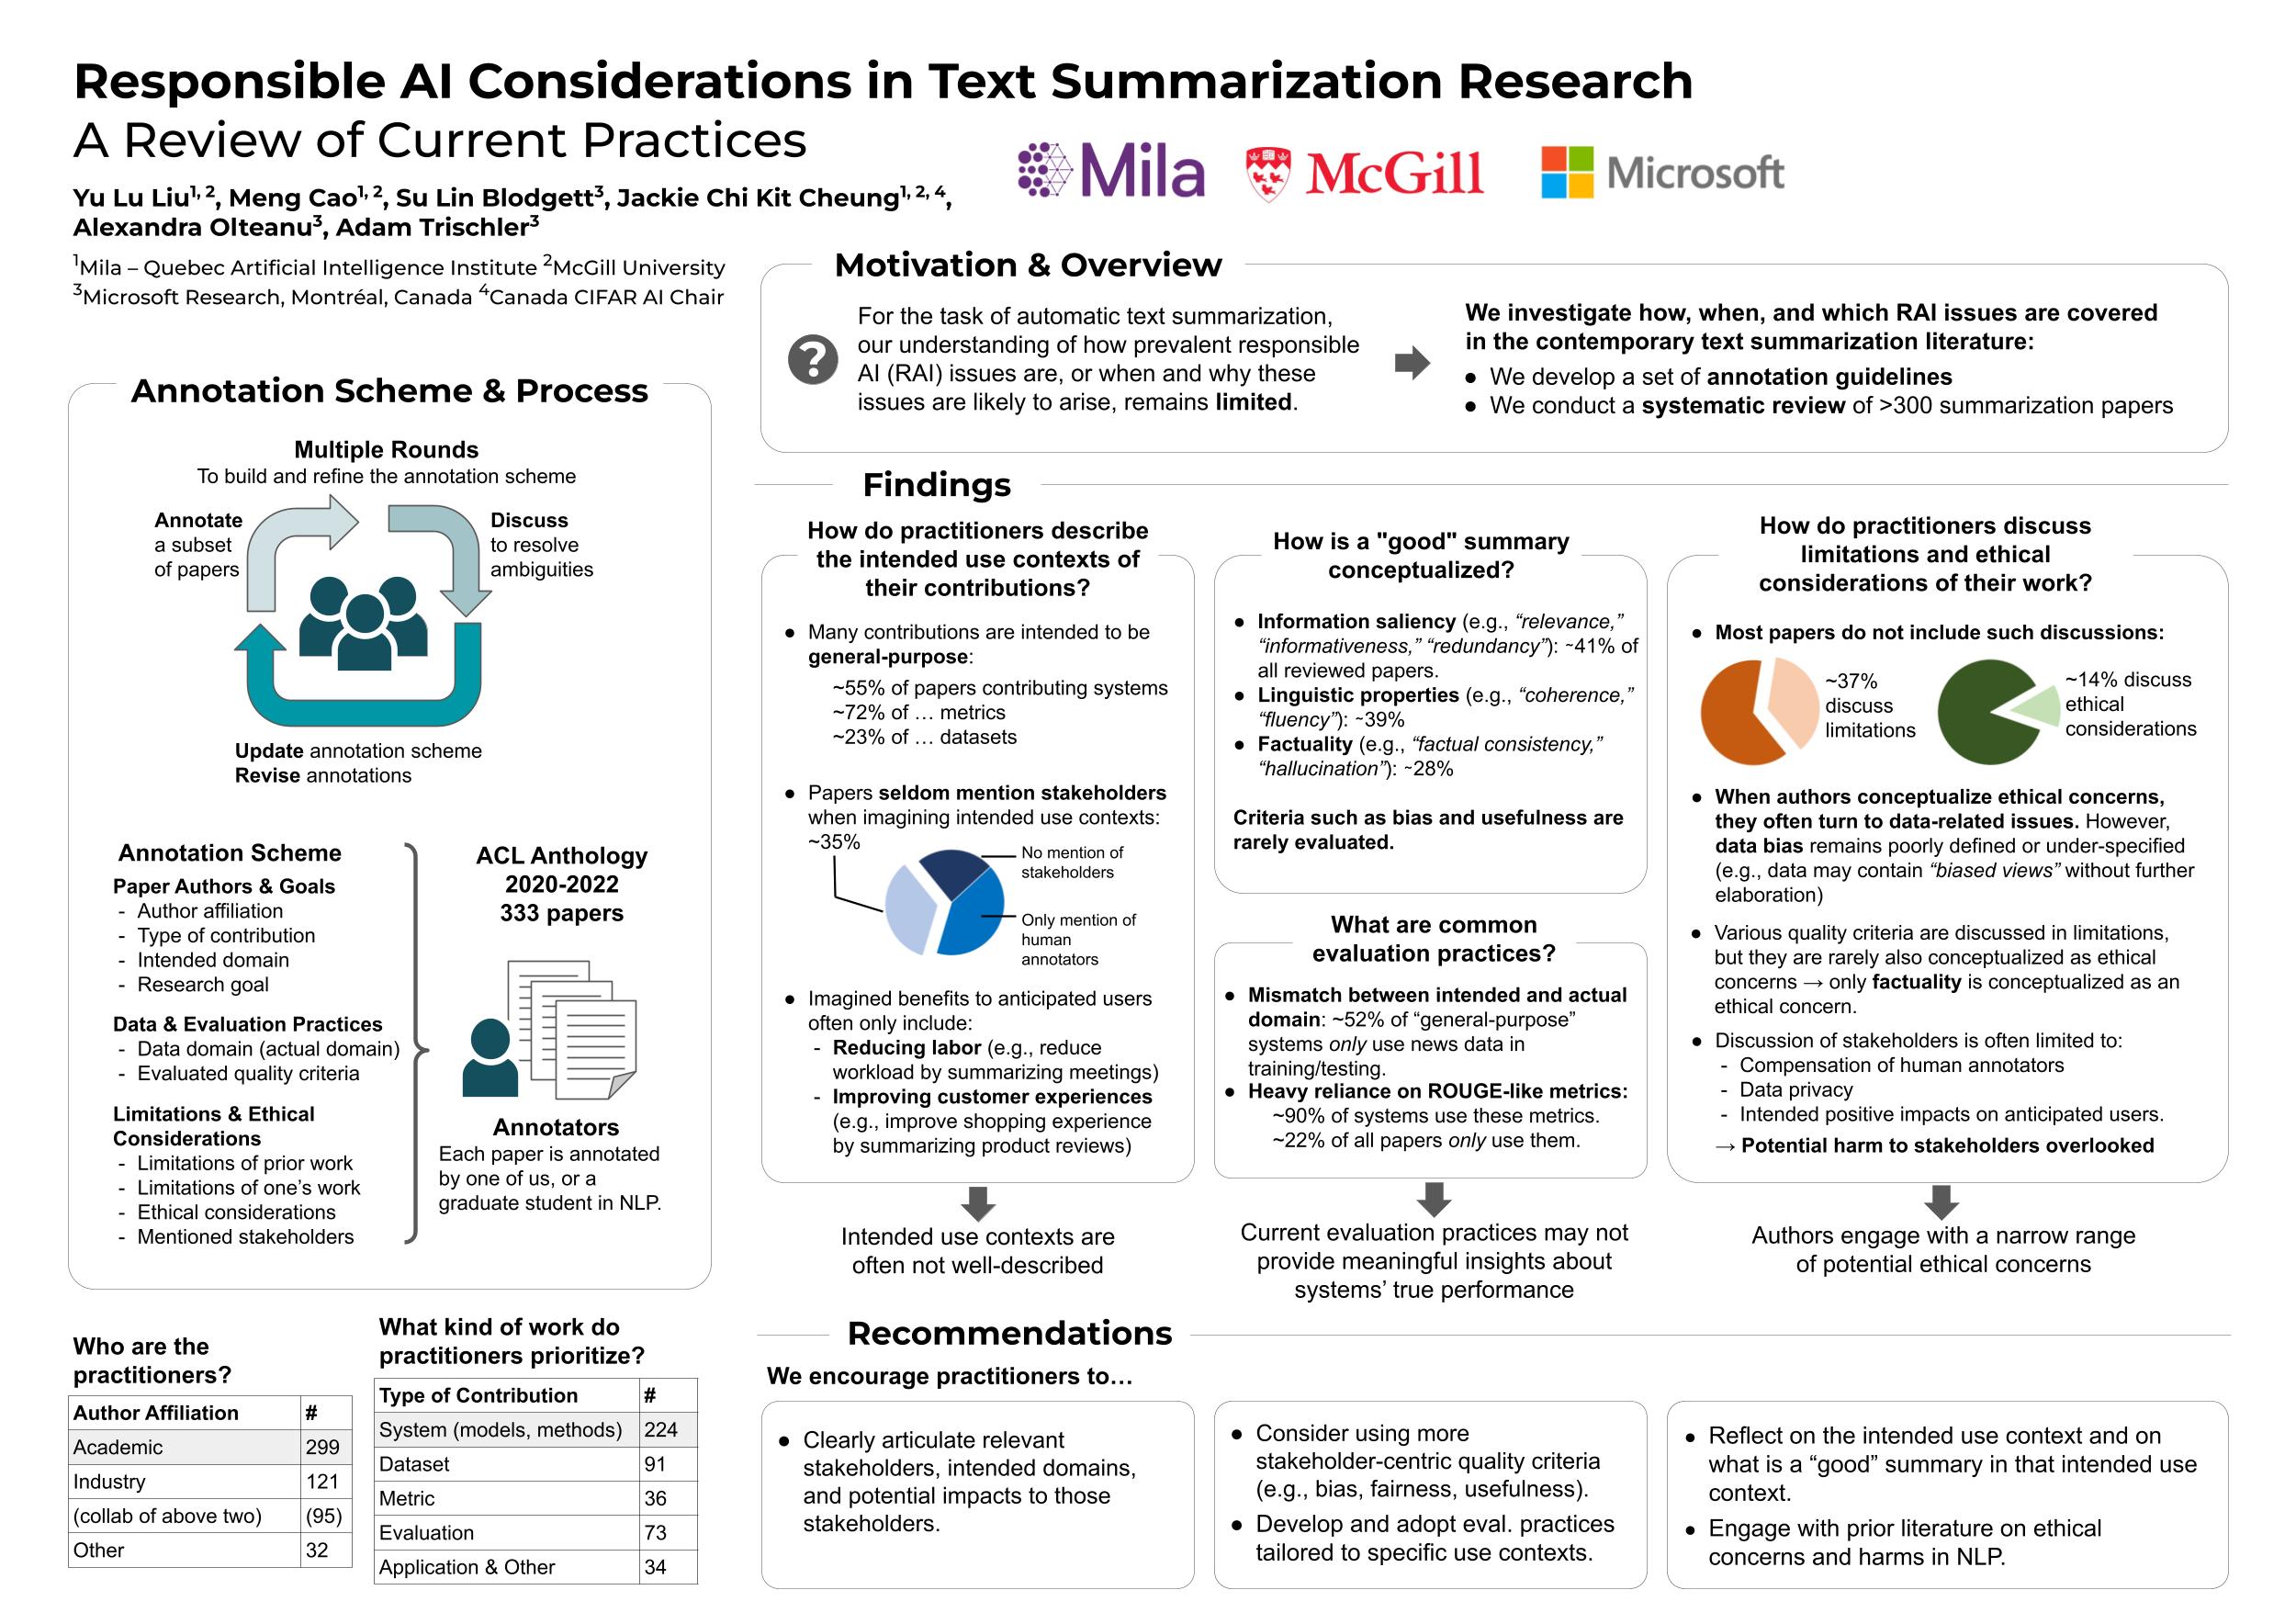 Responsible AI Considerations in Text Summarization Research
A Review of Current Practices
Mila
McGill
Microsoft
Yu Lu Liu1, 2, Meng Cao1, 2, Su Lin Blodgett3, Jackie Chi Kit Cheung1, 2, 4,
Alexandra Olteanu3, Adam Trischler3
1Mila – Quebec Artificial Intelligence Institute 2McGill University
3Microsoft Research, Montréal, Canada 4Canada CIFAR AI Chair
Motivation & Overview
?
For the task of automatic text summarization,
our understanding of how prevalent responsible
AI (RAI) issues are, or when and why these
issues are likely to arise, remains limited.
We investigate how, when, and which RAI issues are covered
in the contemporary text summarization literature:
● We develop a set of annotation guidelines
● We conduct a systematic review of >300 summarization papers
Annotation Scheme & Process
Multiple Rounds
To build and refine the annotation scheme
Annotate
a subset
of papers
Discuss
to resolve
ambiguities
Update annotation scheme
Revise annotations
Annotation Scheme
Paper Authors & Goals
- Author affiliation
- Type of contribution
- Intended domain
- Research goal
Data & Evaluation Practices
- Data domain (actual domain)
- Evaluated quality criteria
Limitations & Ethical
Considerations
- Limitations of prior work
- Limitations of one's work
- Ethical considerations
- Mentioned stakeholders
ACL Anthology
2020-2022
333 papers
Annotators
Each paper is annotated
by one of us, or a
graduate student in NLP.
Who are the
practitioners?
Author Affiliation #
Academic 299
Industry 121
(collab of above two) (95)
Other 32
What kind of work do
practitioners prioritize?
Type of Contribution #
System (models, methods) 224
Dataset 91
Metric 36
Evaluation 73
Application & Other 34
Findings
How do practitioners describe
the intended use contexts of
their contributions?
● Many contributions are intended to be
general-purpose:
~55% of papers contributing systems
~72% of … metrics
~23% of … datasets
● Papers seldom mention stakeholders
when imagining intended use contexts:
~35%
No mention of
stakeholders
Only mention of
human
annotators
● Imagined benefits to anticipated users
often only include:
- Reducing labor (e.g., reduce
workload by summarizing meetings)
- Improving customer experiences
(e.g., improve shopping experience
by summarizing product reviews)
Intended use contexts are
often not well-described
How is a "good" summary
conceptualized?
● Information saliency (e.g., “relevance,”
“informativeness,” “redundancy”): ~41% of
all reviewed papers.
● Linguistic properties (e.g., “coherence,”
“fluency”): ~39%
● Factuality (e.g., “factual consistency,”
“hallucination”): ~28%
Criteria such as bias and usefulness are
rarely evaluated.
What are common
evaluation practices?
● Mismatch between intended and actual
domain: ~52% of “general-purpose”
systems only use news data in
training/testing.
● Heavy reliance on ROUGE-like metrics:
~90% of systems use these metrics.
~22% of all papers only use them.
Current evaluation practices may not
provide meaningful insights about
systems’ true performance
How do practitioners discuss
limitations and ethical
considerations of their work?
● Most papers do not include such discussions:
~37%
discuss
limitations
~14% discuss
ethical
considerations
● When authors conceptualize ethical concerns,
they often turn to data-related issues. However,
data bias remains poorly defined or under-specified
(e.g., data may contain “biased views” without further
elaboration)
● Various quality criteria are discussed in limitations,
but they are rarely also conceptualized as ethical
concerns → only factuality is conceptualized as an
ethical concern.
● Discussion of stakeholders is often limited to:
- Compensation of human annotators
- Data privacy
- Intended positive impacts on anticipated users.
→ Potential harm to stakeholders overlooked
Authors engage with a narrow range
of potential ethical concerns
Recommendations
We encourage practitioners to…
● Clearly articulate relevant
stakeholders, intended domains,
and potential impacts to those
stakeholders.
● Consider using more
stakeholder-centric quality criteria
(e.g., bias, fairness, usefulness).
● Develop and adopt eval. practices
tailored to specific use contexts.
● Reflect on the intended use context and on
what is a “good” summary in that intended use
context.
● Engage with prior literature on ethical
concerns and harms in NLP.